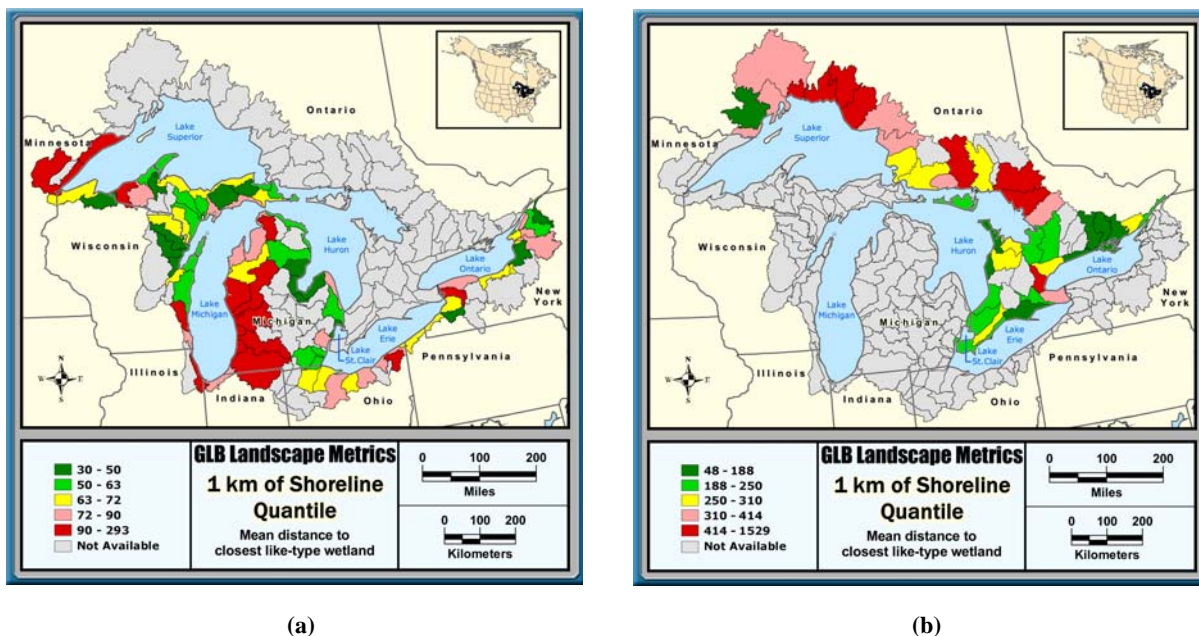 Ontario
Lake
Superior
Minnesota
Wisconsin
Lake
Huron
Lake
Ontario
Lake
Michigan
Michigan
New
York
Lake
Erie
Lake
St.Clair
Pennsylvania
Illinois
Indiana
Ohio
N
W E
S
30 - 50
50 - 63
63 - 72
72 - 90
90 - 293
Not Available
GLB Landscape Metrics
1 km of Shoreline
Quantile
Mean distance to
closest like-type wetland
0 100 200
Miles
0 100 200
Kilometers
(a)
Ontario
Lake
Superior
Minnesota
Wisconsin
Lake
Huron
Lake
Ontario
Lake
Michigan
Michigan
New
York
Lake
Erie
Lake
St.Clair
Pennsylvania
Illinois
Indiana
Ohio
N
W E
S
48 - 188
188 - 250
250 - 310
310 - 414
414 - 1529
Not Available
GLB Landscape Metrics
1 km of Shoreline
Quantile
Mean distance to
closest like-type wetland
0 100 200
Miles
0 100 200
Kilometers
(b)